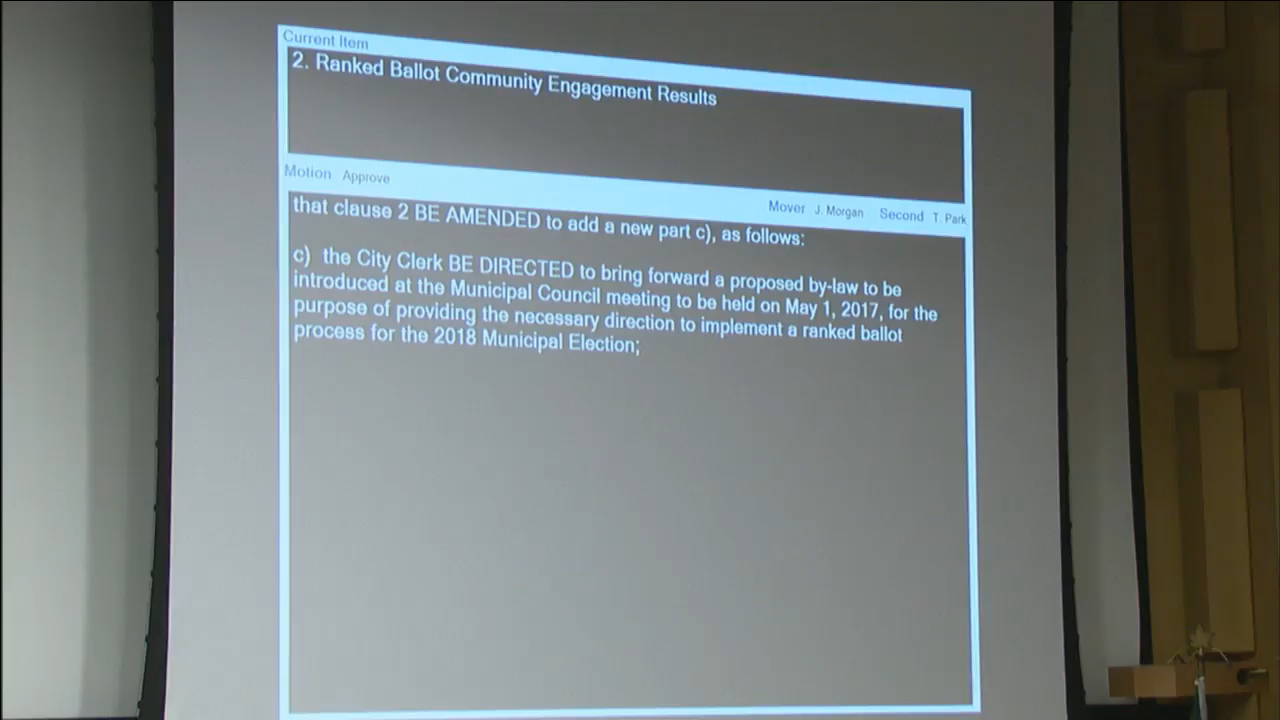 Current Item
2. Ranked Ballot Community Engagement Results
Motion Approve
Mover J. Morgan Second T. Park
that clause 2 BE AMENDED to add a new part c), as follows:
c) the City Clerk BE DIRECTED to bring forward a proposed by-law to be
introduced at the Municipal Council meeting to be held on May 1, 2017, for the
purpose of providing the necessary direction to implement a ranked ballot
process for the 2018 Municipal Election;